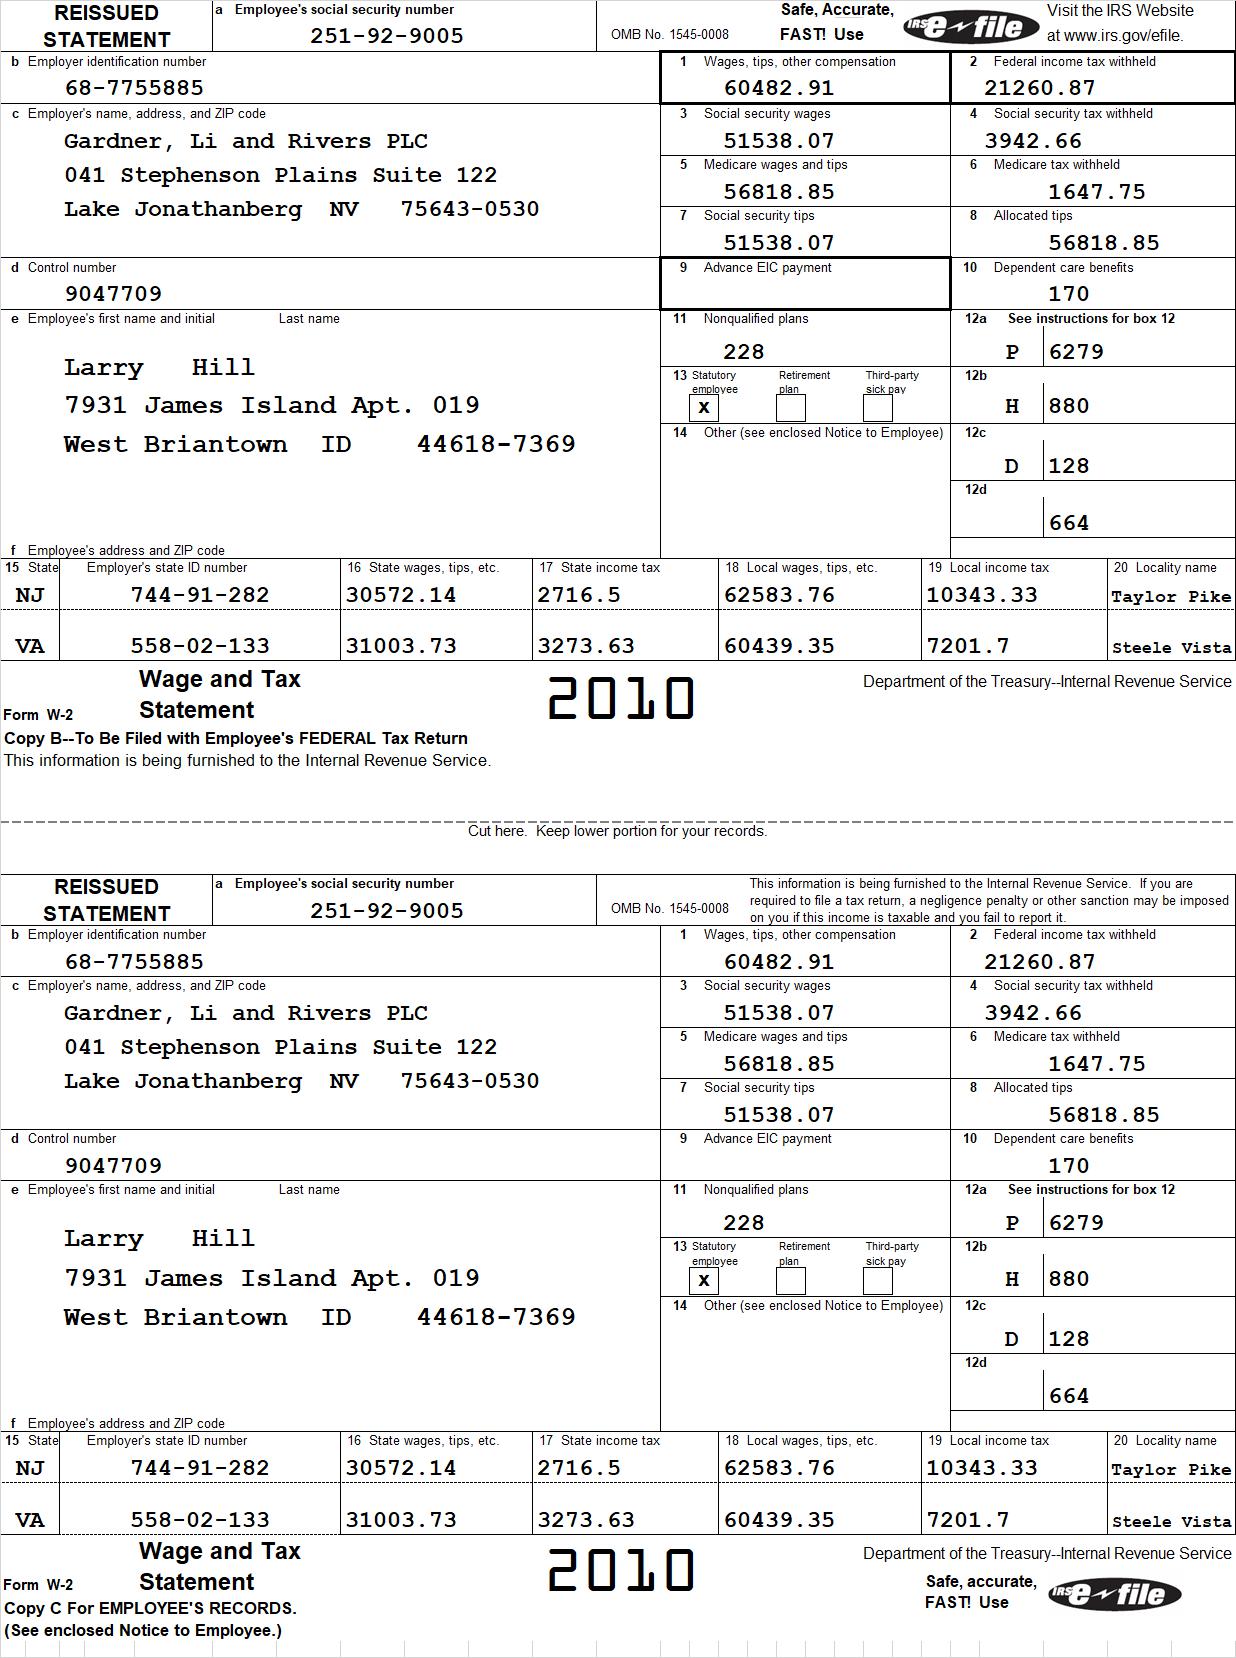 REISSUED STATEMENT
a Employee's social security number
251-92-9005
OMB No. 1545-0008
Safe, Accurate, FAST! Use
IRS e-file
Visit the IRS Website at www.irs.gov/efile.
b Employer identification number
68-7755885
1 Wages, tips, other compensation
60482.91
2 Federal income tax withheld
21260.87
c Employer's name, address, and ZIP code
Gardner, Li and Rivers PLC
041 Stephenson Plains Suite 122
Lake Jonathanberg NV 75643-0530
3 Social security wages
51538.07
4 Social security tax withheld
3942.66
5 Medicare wages and tips
56818.85
6 Medicare tax withheld
1647.75
7 Social security tips
51538.07
8 Allocated tips
56818.85
d Control number
9047709
9 Advance EIC payment
10 Dependent care benefits
170
e Employee's first name and initial Last name
Larry Hill
7931 James Island Apt. 019
West Briantown ID 44618-7369
11 Nonqualified plans
228
12a See instructions for box 12
P 6279
13 Statutory employee Retirement plan Third-party sick pay
x
12b
H 880
14 Other (see enclosed Notice to Employee)
12c
D 128
12d
664
f Employee's address and ZIP code
15 State Employer's state ID number 16 State wages, tips, etc. 17 State income tax 18 Local wages, tips, etc. 19 Local income tax 20 Locality name
NJ 744-91-282 30572.14 2716.5 62583.76 10343.33 Taylor Pike
VA 558-02-133 31003.73 3273.63 60439.35 7201.7 Steele Vista
Form W-2 Wage and Tax Statement 2010 Department of the Treasury--Internal Revenue Service
Copy B--To Be Filed with Employee's FEDERAL Tax Return
This information is being furnished to the Internal Revenue Service.
Cut here. Keep lower portion for your records.
REISSUED STATEMENT
a Employee's social security number
251-92-9005
OMB No. 1545-0008
This information is being furnished to the Internal Revenue Service. If you are
required to file a tax return, a negligence penalty or other sanction may be imposed
on you if this income is taxable and you fail to report it.
b Employer identification number
68-7755885
1 Wages, tips, other compensation
60482.91
2 Federal income tax withheld
21260.87
c Employer's name, address, and ZIP code
Gardner, Li and Rivers PLC
041 Stephenson Plains Suite 122
Lake Jonathanberg NV 75643-0530
3 Social security wages
51538.07
4 Social security tax withheld
3942.66
5 Medicare wages and tips
56818.85
6 Medicare tax withheld
1647.75
7 Social security tips
51538.07
8 Allocated tips
56818.85
d Control number
9047709
9 Advance EIC payment
10 Dependent care benefits
170
e Employee's first name and initial Last name
Larry Hill
7931 James Island Apt. 019
West Briantown ID 44618-7369
11 Nonqualified plans
228
12a See instructions for box 12
P 6279
13 Statutory employee Retirement plan Third-party sick pay
x
12b
H 880
14 Other (see enclosed Notice to Employee)
12c
D 128
12d
664
f Employee's address and ZIP code
15 State Employer's state ID number 16 State wages, tips, etc. 17 State income tax 18 Local wages, tips, etc. 19 Local income tax 20 Locality name
NJ 744-91-282 30572.14 2716.5 62583.76 10343.33 Taylor Pike
VA 558-02-133 31003.73 3273.63 60439.35 7201.7 Steele Vista
Form W-2 Wage and Tax Statement 2010 Department of the Treasury--Internal Revenue Service
Safe, accurate, FAST! Use
IRS e-file
Copy C For EMPLOYEE'S RECORDS.
(See enclosed Notice to Employee.)